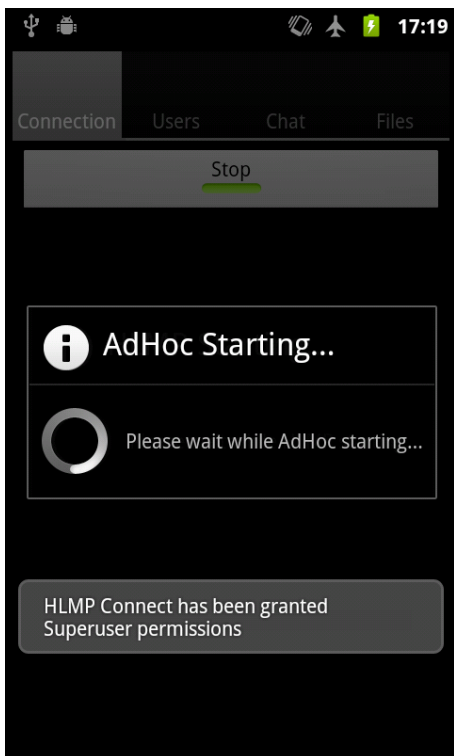 17:19
Connection Users Chat Files
Stop
AdHoc Starting...
Please wait while AdHoc starting...
HLMP Connect has been granted
Superuser permissions